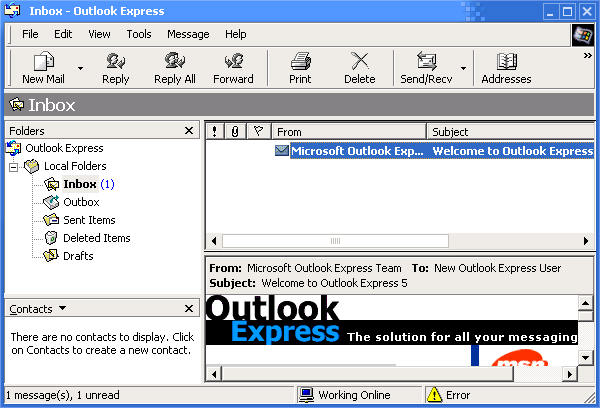 Inbox - Outlook Express
File Edit View Tools Message Help
New Mail Reply Reply All Forward Print Delete Send/Recv Addresses
Inbox
Folders
Outlook Express
Local Folders
Inbox (1)
Outbox
Sent Items
Deleted Items
Drafts
Contacts
There are no contacts to display. Click
on Contacts to create a new contact.
! From Subject
Microsoft Outlook Exp... Welcome to Outlook Express
From: Microsoft Outlook Express Team To: New Outlook Express User
Subject: Welcome to Outlook Express 5
Outlook
Express The solution for all your messaging
msn
1 message(s), 1 unread Working Online Error